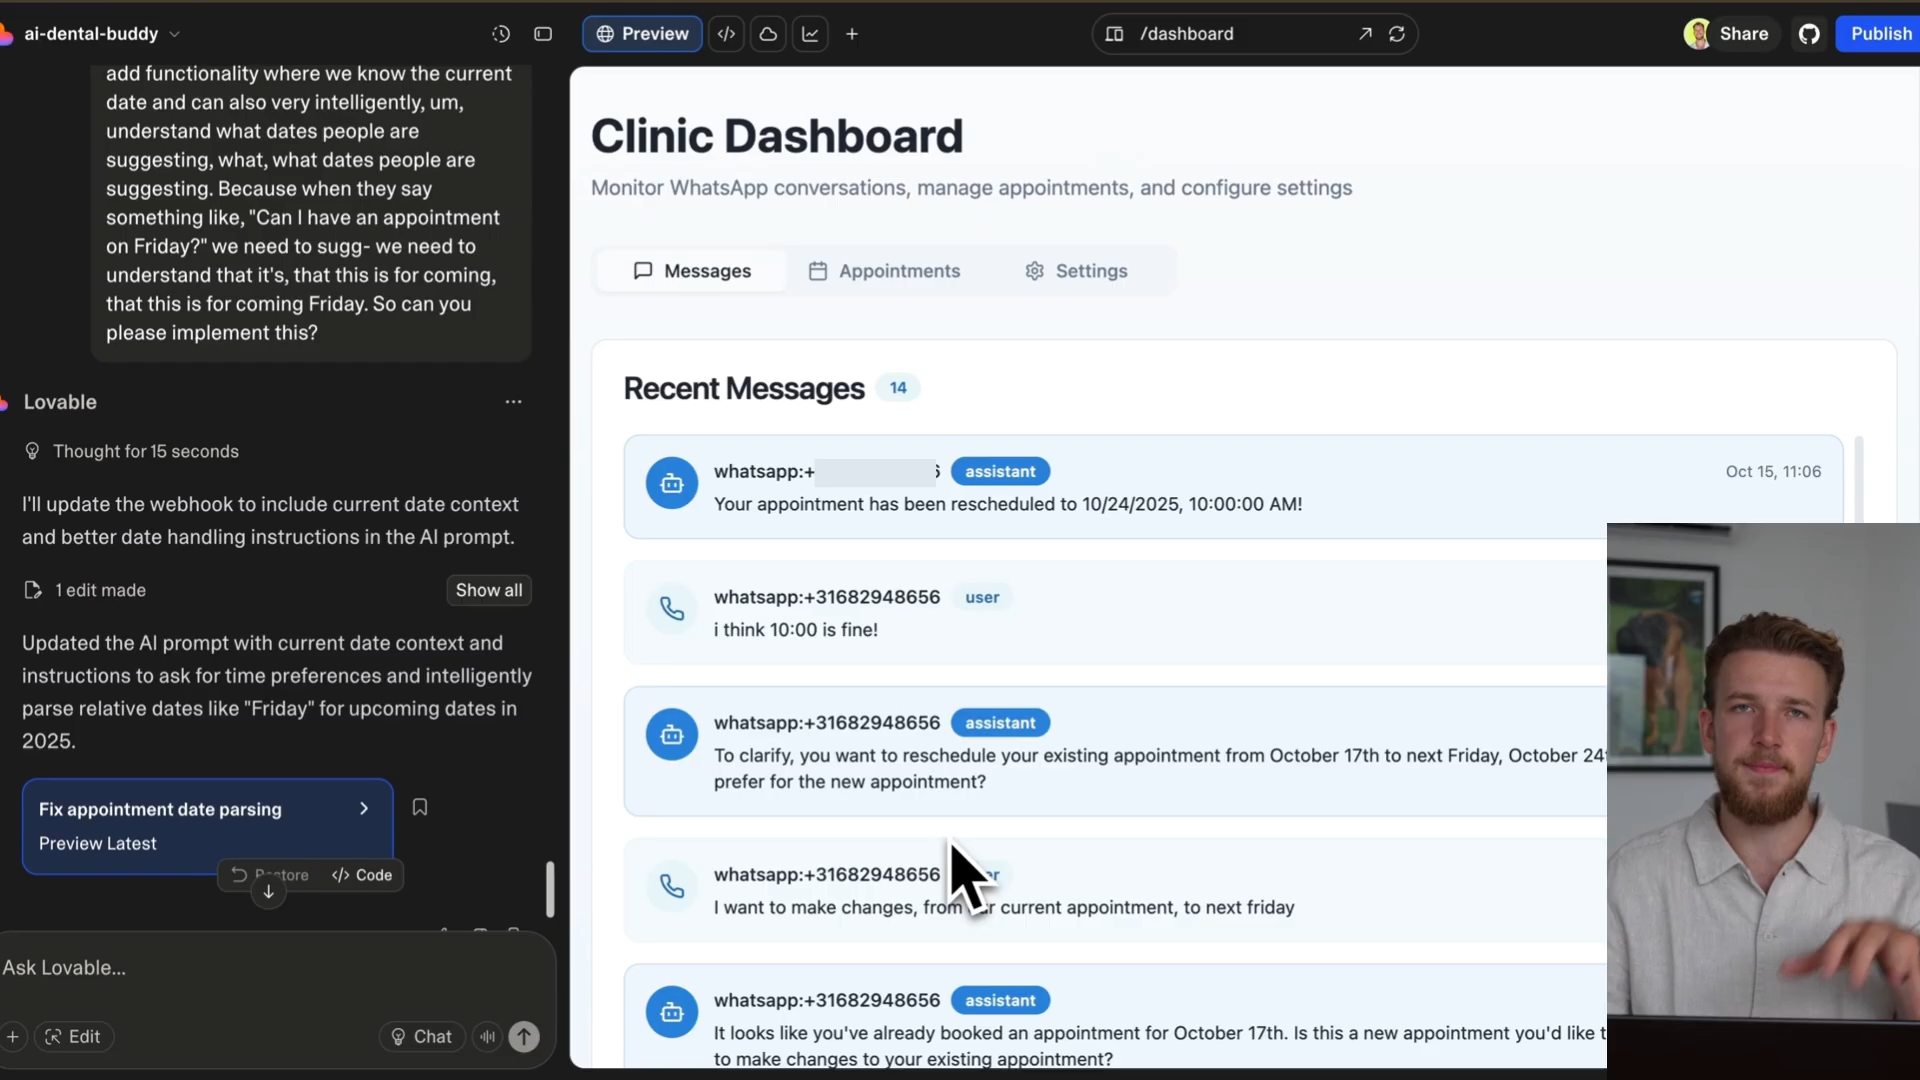 ai-dental-buddy
Preview
/dashboard
Share
Publish
add functionality where we know the current
date and can also very intelligently, um,
understand what dates people are
suggesting, what, what dates people are
suggesting. Because when they say
something like, "Can I have an appointment
on Friday?" we need to sugg- we need to
understand that it's, that this is for coming,
that this is for coming Friday. So can you
please implement this?
Lovable
Thought for 15 seconds
I'll update the webhook to include current date context
and better date handling instructions in the AI prompt.
1 edit made
Show all
Updated the AI prompt with current date context and
instructions to ask for time preferences and intelligently
parse relative dates like "Friday" for upcoming dates in
2025.
Fix appointment date parsing
Preview Latest
Restore
Code
Ask Lovable...
Edit
Chat
Clinic Dashboard
Monitor WhatsApp conversations, manage appointments, and configure settings
Messages
Appointments
Settings
Recent Messages 14
whatsapp:+ 6 assistant
Oct 15, 11:06
Your appointment has been rescheduled to 10/24/2025, 10:00:00 AM!
whatsapp:+31682948656 user
i think 10:00 is fine!
whatsapp:+31682948656 assistant
To clarify, you want to reschedule your existing appointment from October 17th to next Friday, October 24
prefer for the new appointment?
whatsapp:+31682948656
I want to make changes, from current appointment, to next friday
whatsapp:+31682948656 assistant
It looks like you've already booked an appointment for October 17th. Is this a new appointment you'd like t
to make changes to your existing appointment?